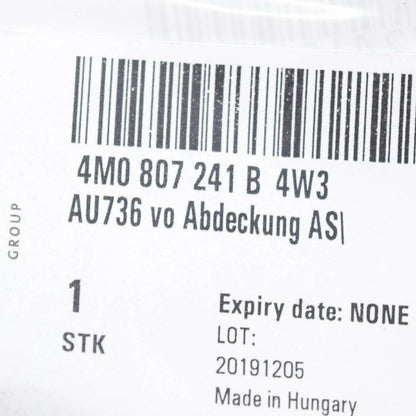 4M0 807 241 B 4W3
AU736 vo Abdeckung AS
GROUP
1
STK
Expiry date: NONE
LOT:
20191205
Made in Hungary